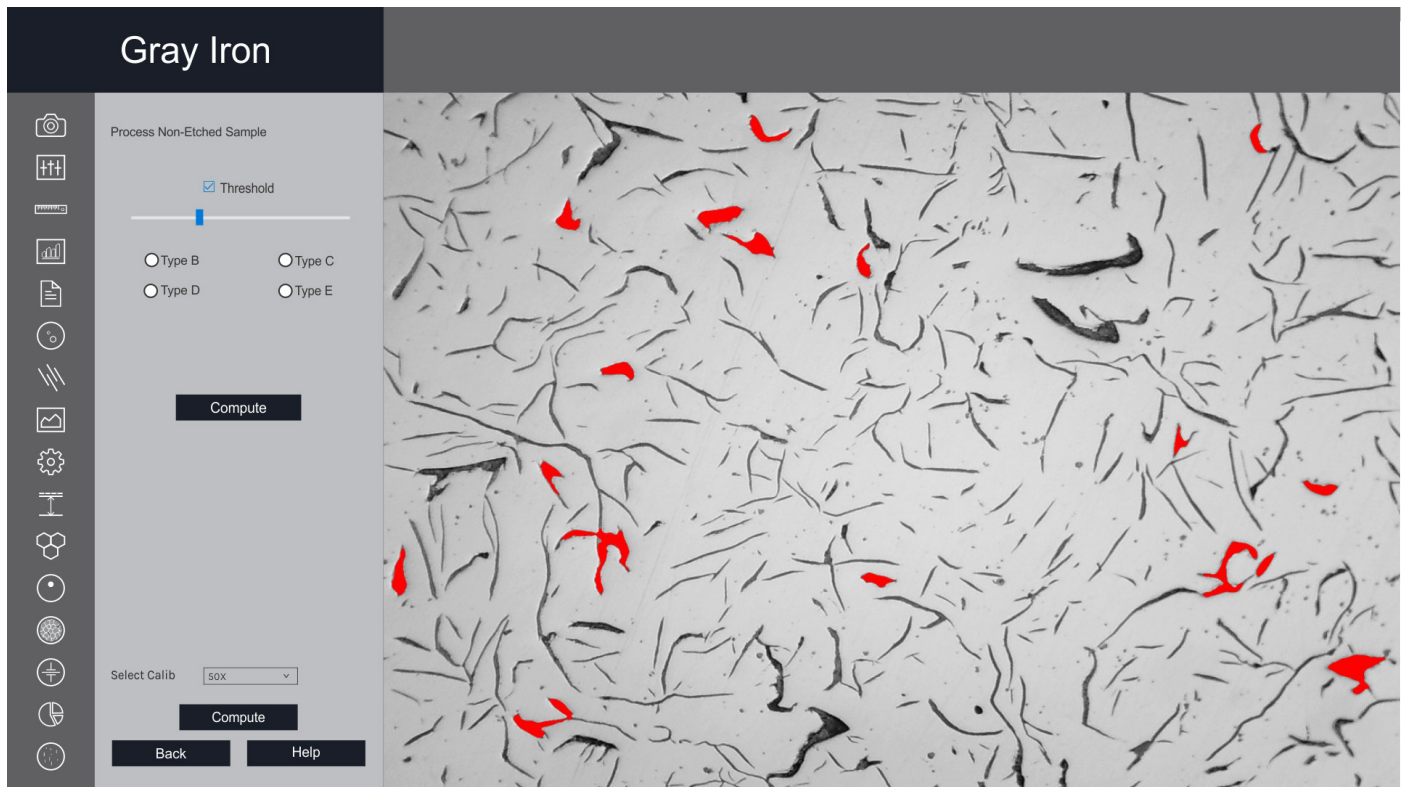 Gray Iron
Process Non-Etched Sample
Threshold
Type B
Type C
Type D
Type E
Compute
Select Calib
50X
Compute
Back
Help